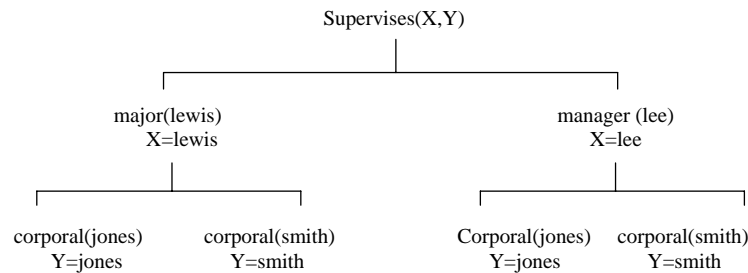 Supervises(X,Y)
major(lewis)
X=lewis
manager (lee)
X=lee
corporal(jones)
Y=jones
corporal(smith)
Y=smith
Corporal(jones)
Y=jones
corporal(smith)
Y=smith